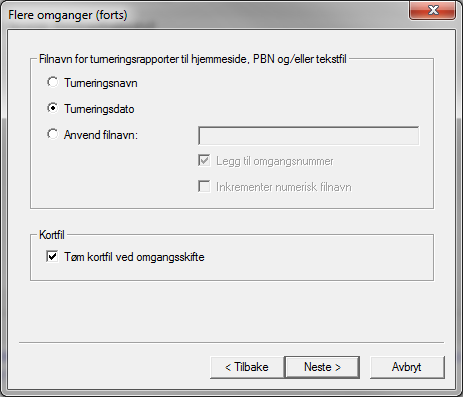 Flere omganger (forts)
Filnavn for turneringsrapporter til hjemmeside, PBN og/eller tekstfil
Turneringsnavn
Turneringsdato
Anvend filnavn:
Legg til omgangsnummer
Inkrementer numerisk filnavn
Kortfil
Tøm kortfil ved omgangsskifte
< Tilbake Neste > Avbryt